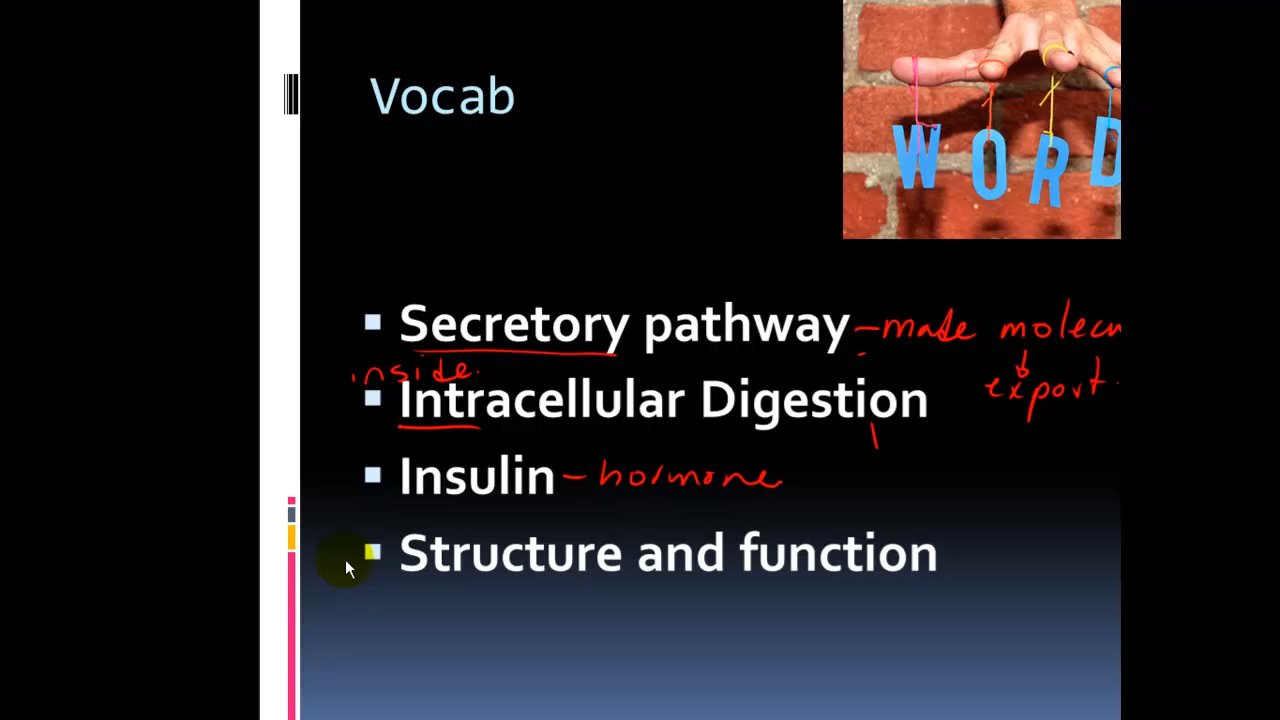 WORD
Vocab
Secretory pathway – made molecu
inside
export
Intracellular Digestion
Insulin – hormone
Structure and function